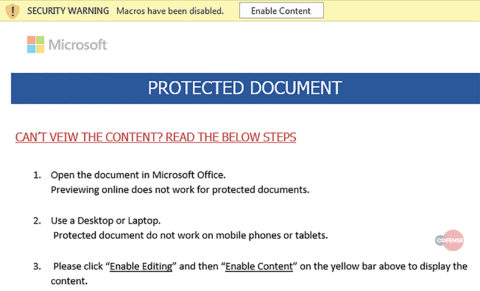 SECURITY WARNING Macros have been disabled. Enable Content
Microsoft
PROTECTED DOCUMENT
CAN'T VEIW THE CONTENT? READ THE BELOW STEPS
1. Open the document in Microsoft Office.
Previewing online does not work for protected documents.
2. Use a Desktop or Laptop.
Protected document do not work on mobile phones or tablets.
COFENSE
3. Please click “Enable Editing” and then “Enable Content” on the yellow bar above to display the
content.